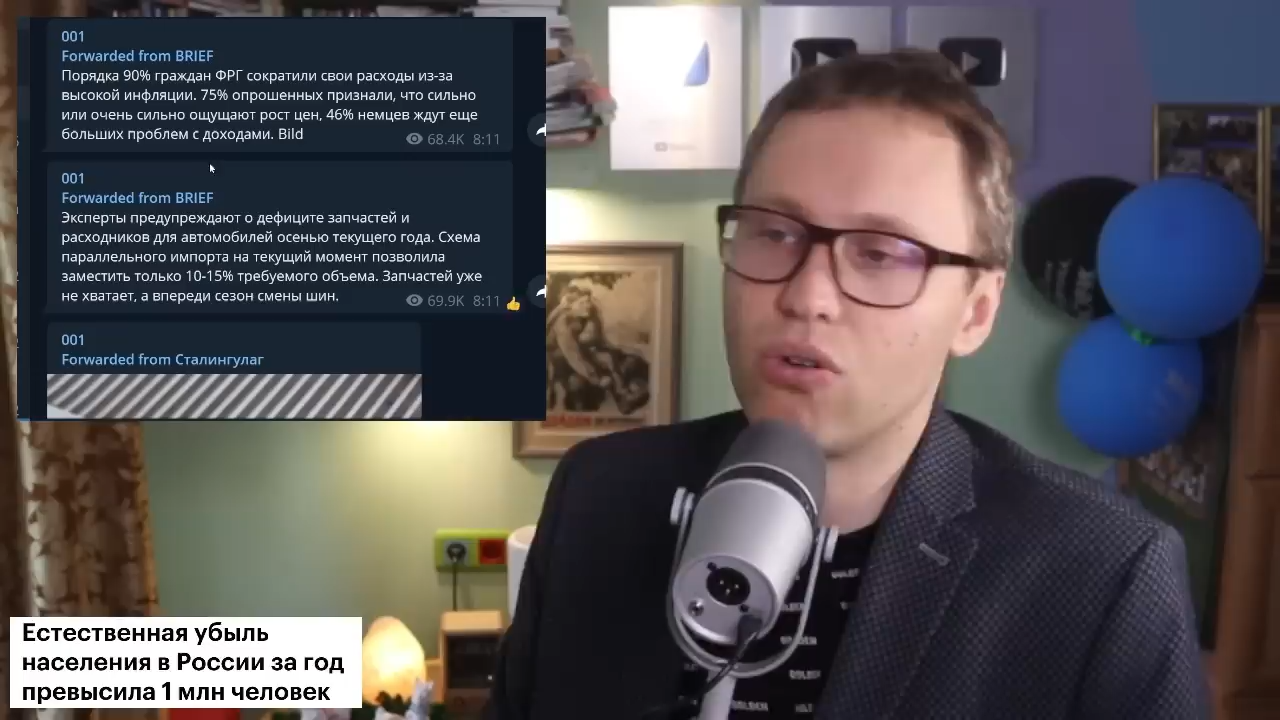 001
Forwarded from BRIEF
Порядка 90% граждан ФРГ сократили свои расходы из-за
высокой инфляции. 75% опрошенных признали, что сильно
или очень сильно ощущают рост цен, 46% немцев ждут еще
больших проблем с доходами. Bild
68.4K 8:11
001
Forwarded from BRIEF
Эксперты предупреждают о дефиците запчастей и
расходников для автомобилей осенью текущего года. Схема
параллельного импорта на текущий момент позволила
заместить только 10-15% требуемого объема. Запчастей уже
не хватает, а впереди сезон смены шин.
69.9K 8:11
001
Forwarded from Сталингулаг
Естественная убыль
населения в России за год
превысила 1 млн человек